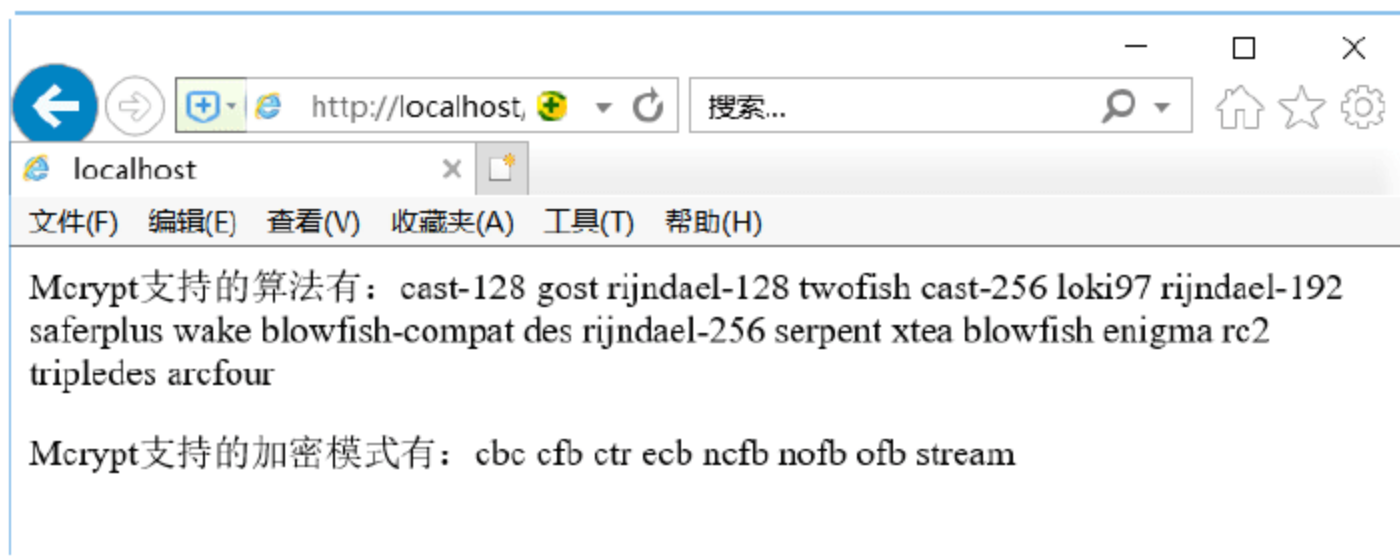 http://localhost,
搜索...
localhost
文件(F) 编辑(E) 查看(V) 收藏夹(A) 工具(T) 帮助(H)
Mcrypt支持的算法有：cast-128 gost rijndael-128 twofish cast-256 loki97 rijndael-192
saferplus wake blowfish-compat des rijndael-256 serpent xtea blowfish enigma rc2
tripledes arcfour
Mcrypt支持的加密模式有：cbc cfb ctr ecb ncfb nofb ofb stream